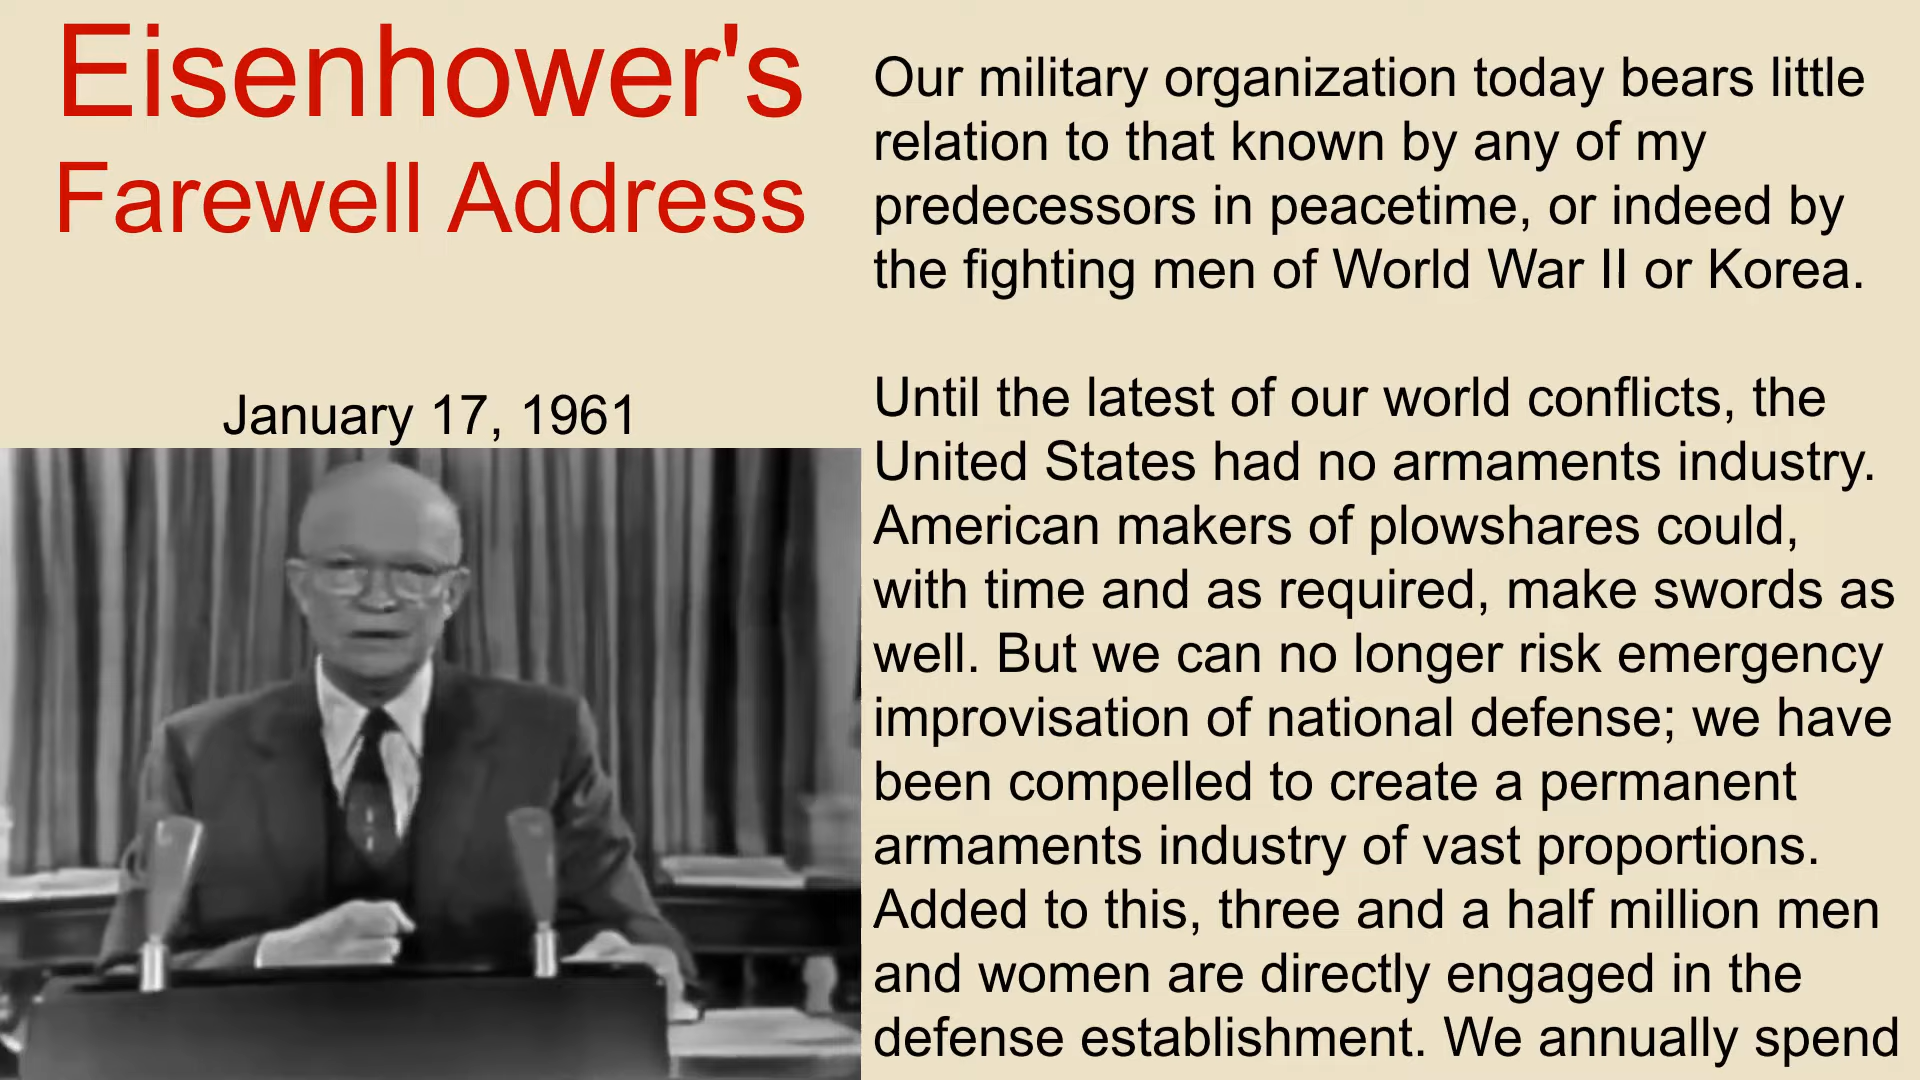 Eisenhower's
Farewell Address
January 17, 1961
Our military organization today bears little
relation to that known by any of my
predecessors in peacetime, or indeed by
the fighting men of World War II or Korea.
Until the latest of our world conflicts, the
United States had no armaments industry.
American makers of plowshares could,
with time and as required, make swords as
well. But we can no longer risk emergency
improvisation of national defense; we have
been compelled to create a permanent
armaments industry of vast proportions.
Added to this, three and a half million men
and women are directly engaged in the
defense establishment. We annually spend